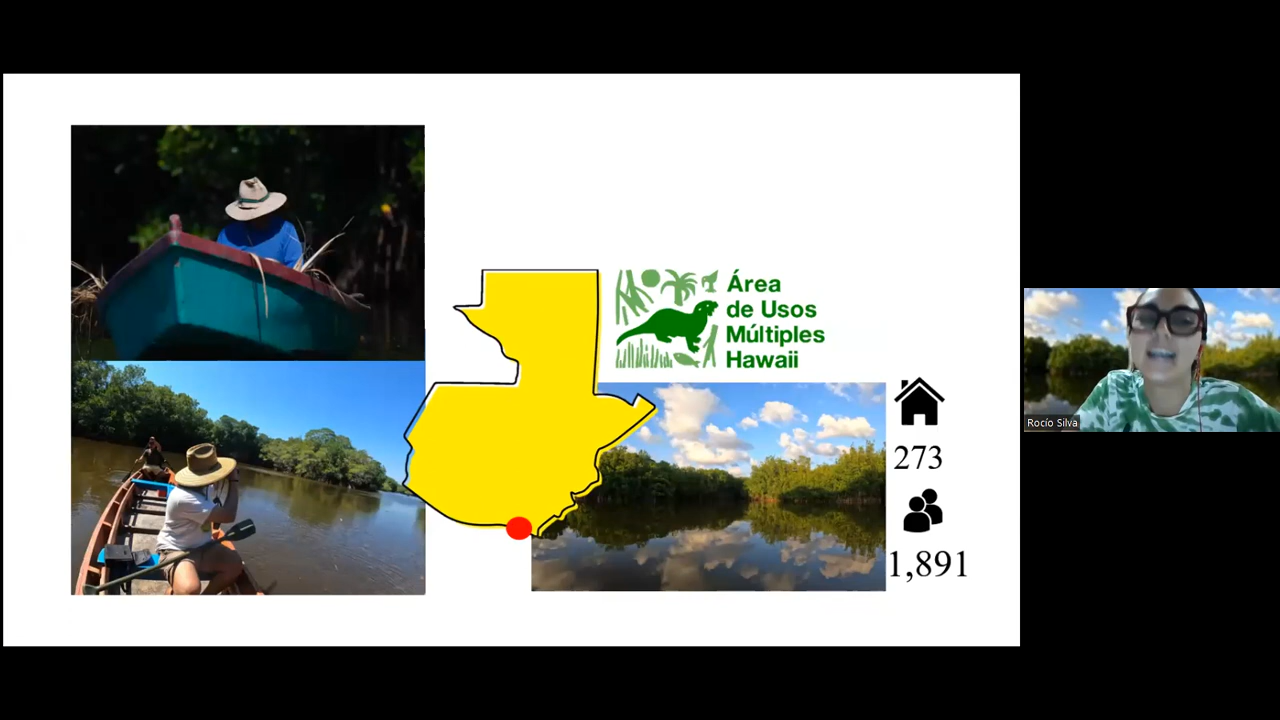 Área
de Usos
Múltiples
Hawaii
273
1,891
Rocío Silva